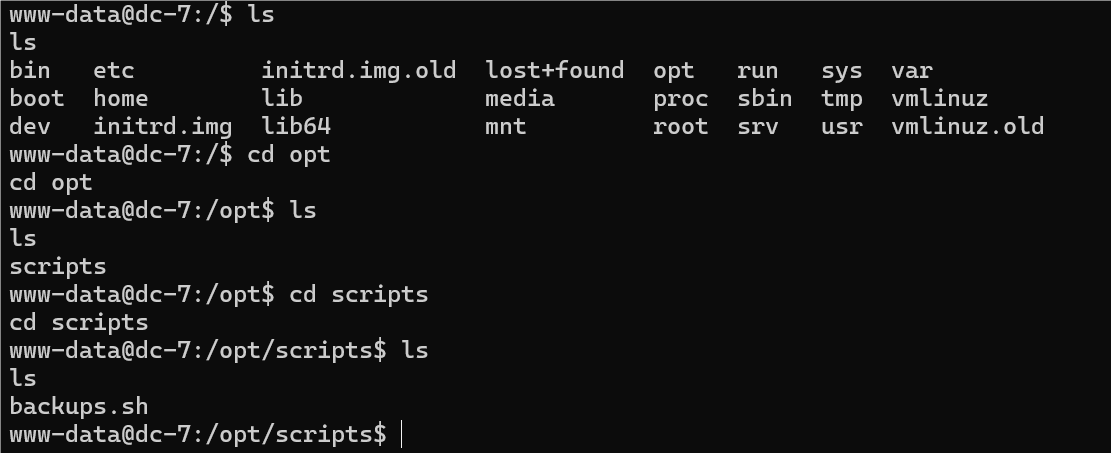 www-data@dc-7:/$ ls
ls
bin   etc         initrd.img.old  lost+found  opt   run   sys  var
boot  home        lib             media       proc  sbin  tmp  vmlinuz
dev   initrd.img  lib64           mnt         root  srv   usr  vmlinuz.old
www-data@dc-7:/$ cd opt
cd opt
www-data@dc-7:/opt$ ls
ls
scripts
www-data@dc-7:/opt$ cd scripts
cd scripts
www-data@dc-7:/opt/scripts$ ls
ls
backups.sh
www-data@dc-7:/opt/scripts$